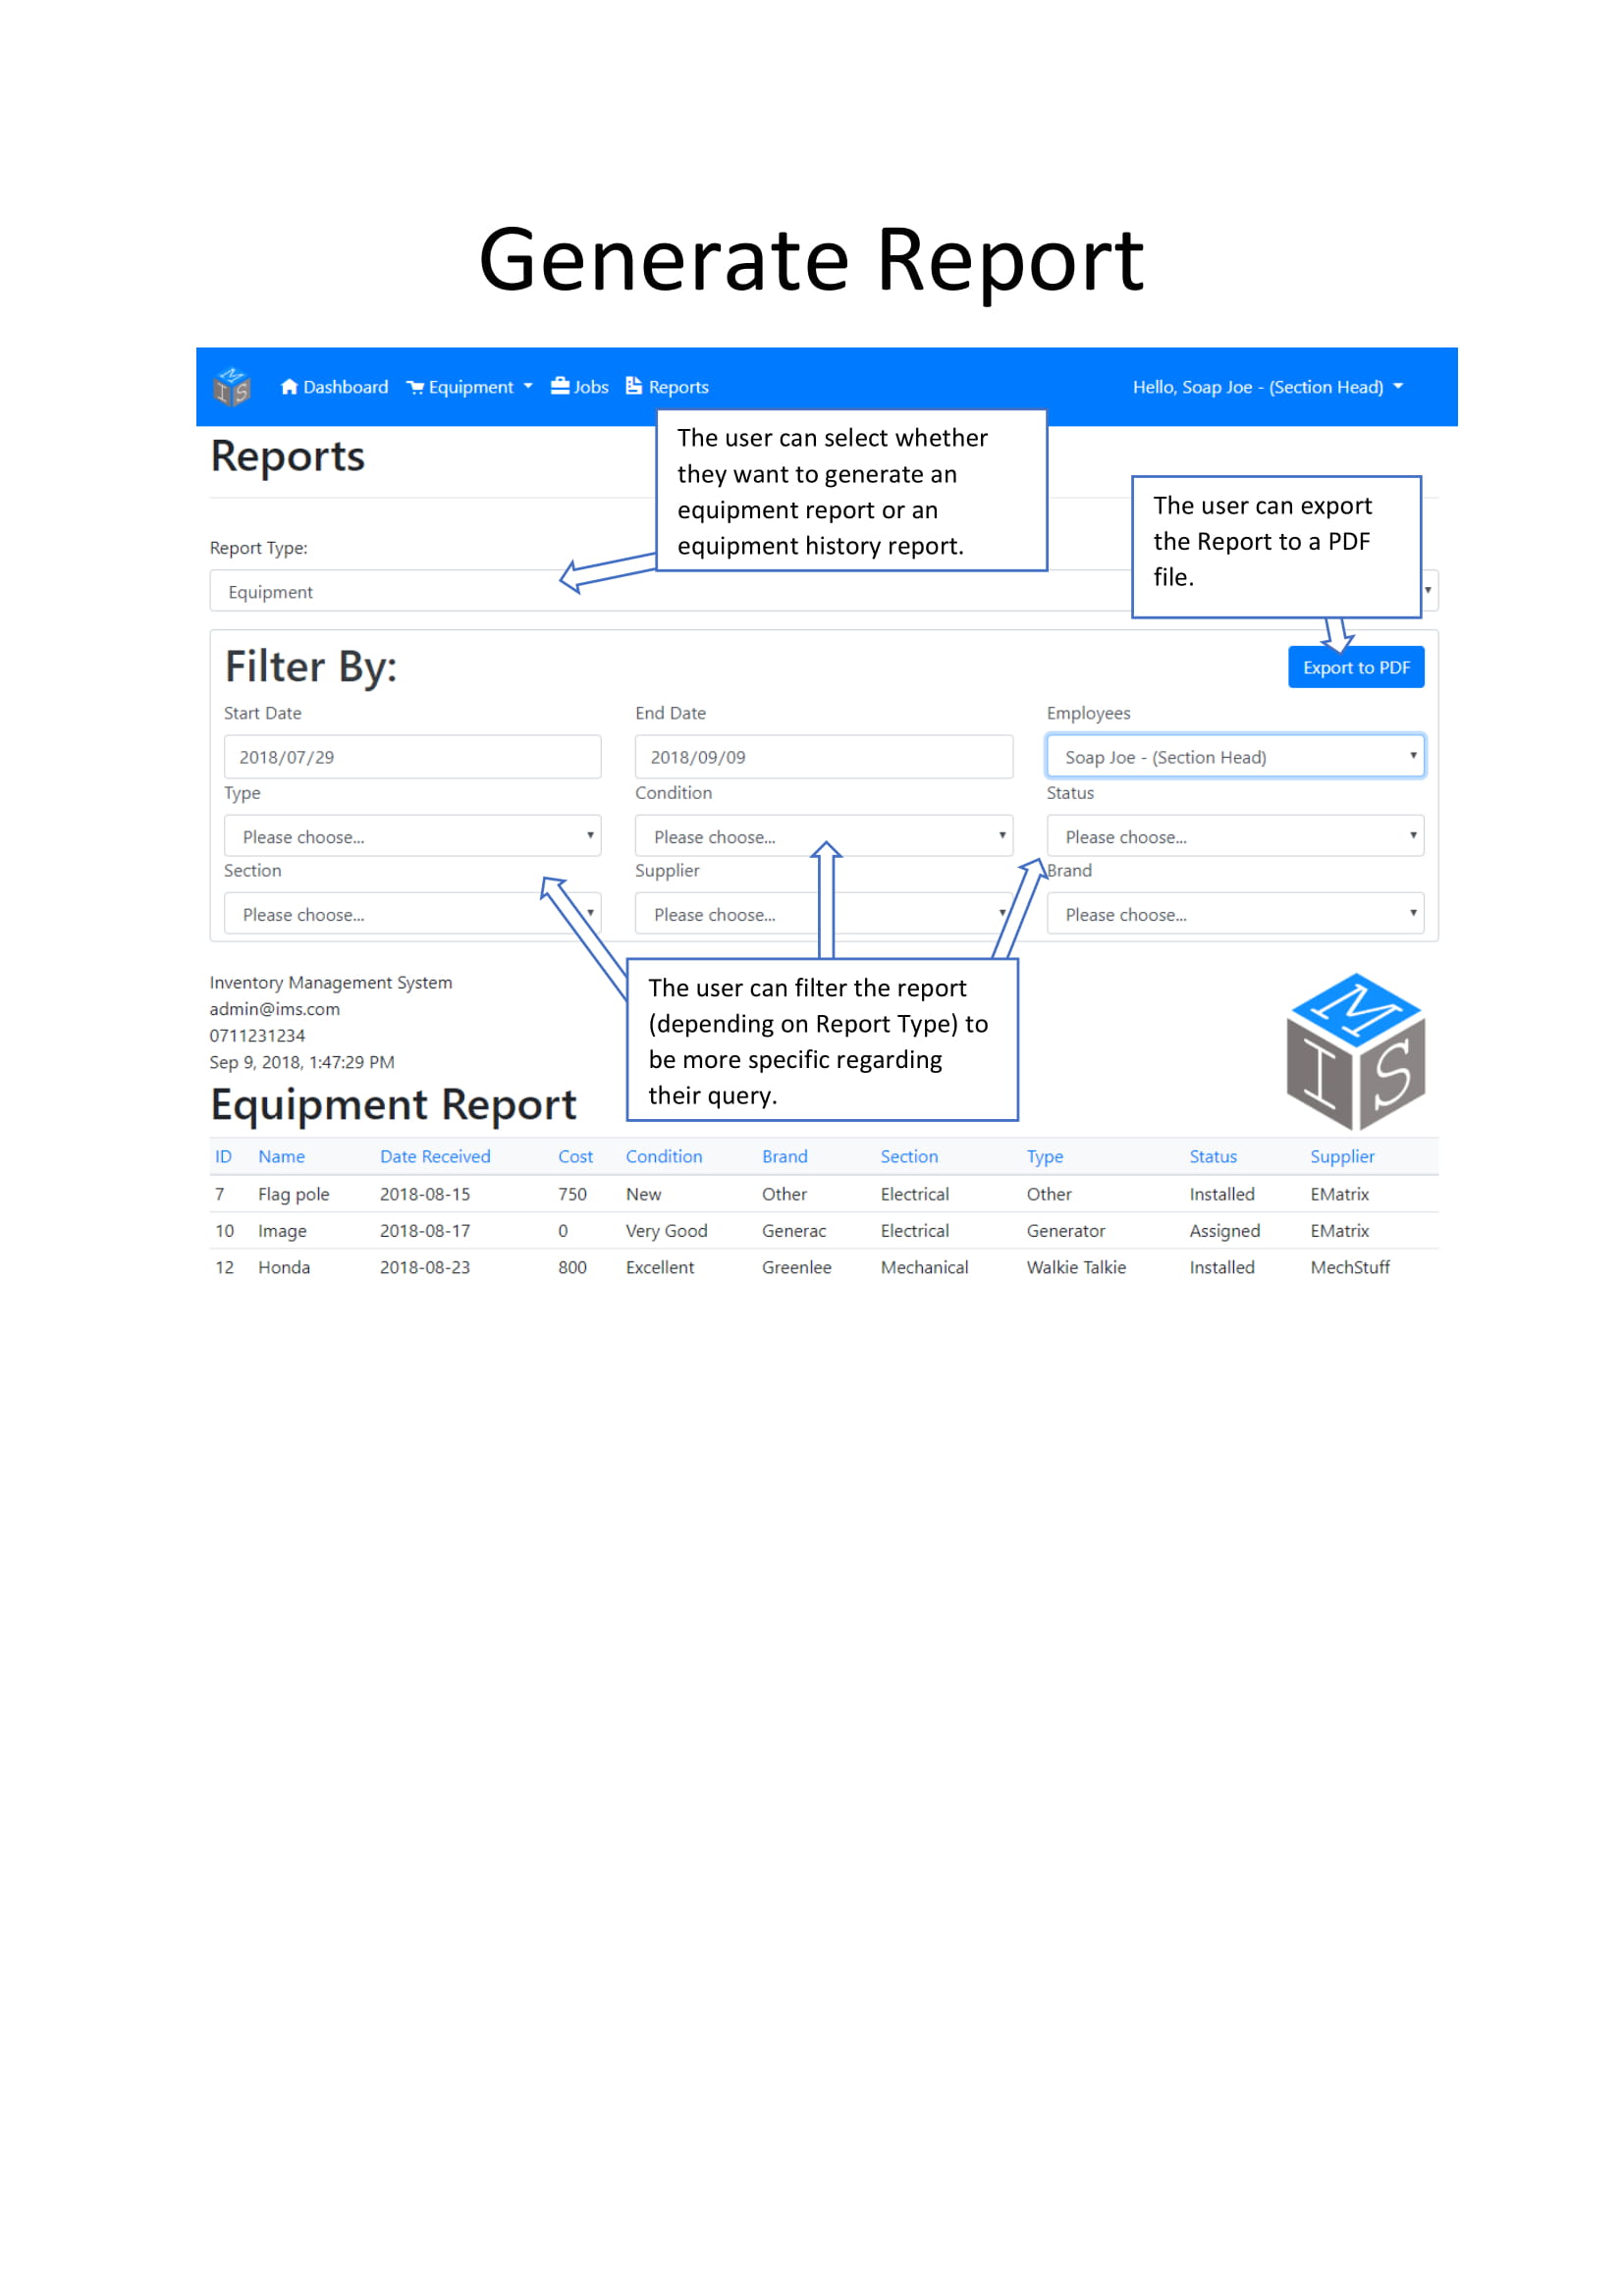 Generate Report
M I S Dashboard Equipment Jobs Reports Hello, Soap Joe - (Section Head)
Reports
The user can select whether
they want to generate an
equipment report or an
equipment history report.
The user can export
the Report to a PDF
file.
Report Type:
Equipment
Filter By:
Export to PDF
Start Date End Date Employees
2018/07/29 2018/09/09 Soap Joe - (Section Head)
Type Condition Status
Please choose... Please choose... Please choose...
Section Supplier Brand
Please choose... Please choose... Please choose...
The user can filter the report
(depending on Report Type) to
be more specific regarding
their query.
Inventory Management System
admin@ims.com
0711231234
Sep 9, 2018, 1:47:29 PM
M I S
Equipment Report
ID Name Date Received Cost Condition Brand Section Type Status Supplier
7 Flag pole 2018-08-15 750 New Other Electrical Other Installed EMatrix
10 Image 2018-08-17 0 Very Good Generac Electrical Generator Assigned EMatrix
12 Honda 2018-08-23 800 Excellent Greenlee Mechanical Walkie Talkie Installed MechStuff